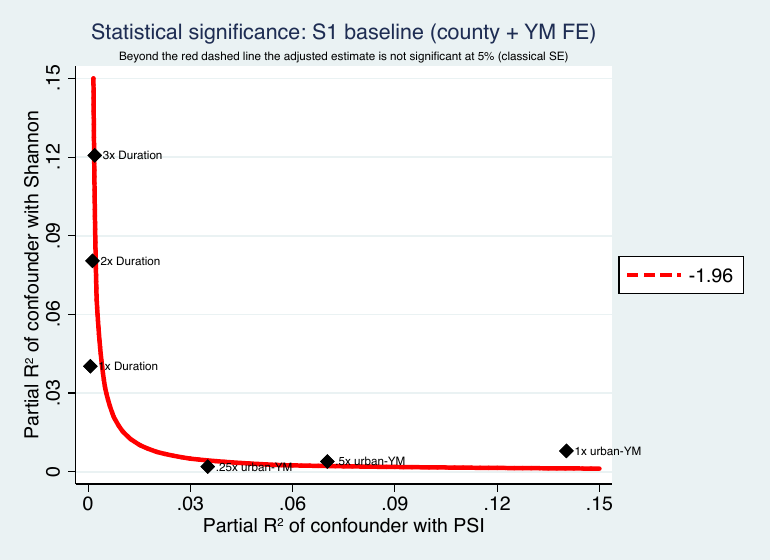 Statistical significance: S1 baseline (county + YM FE)
Beyond the red dashed line the adjusted estimate is not significant at 5% (classical SE)
Partial R² of confounder with Shannon
.15
.12
.09
.06
.03
0
3x Duration
2x Duration
1x Duration
.25x urban-YM
.5x urban-YM
1x urban-YM
-1.96
0 .03 .06 .09 .12 .15
Partial R² of confounder with PSI